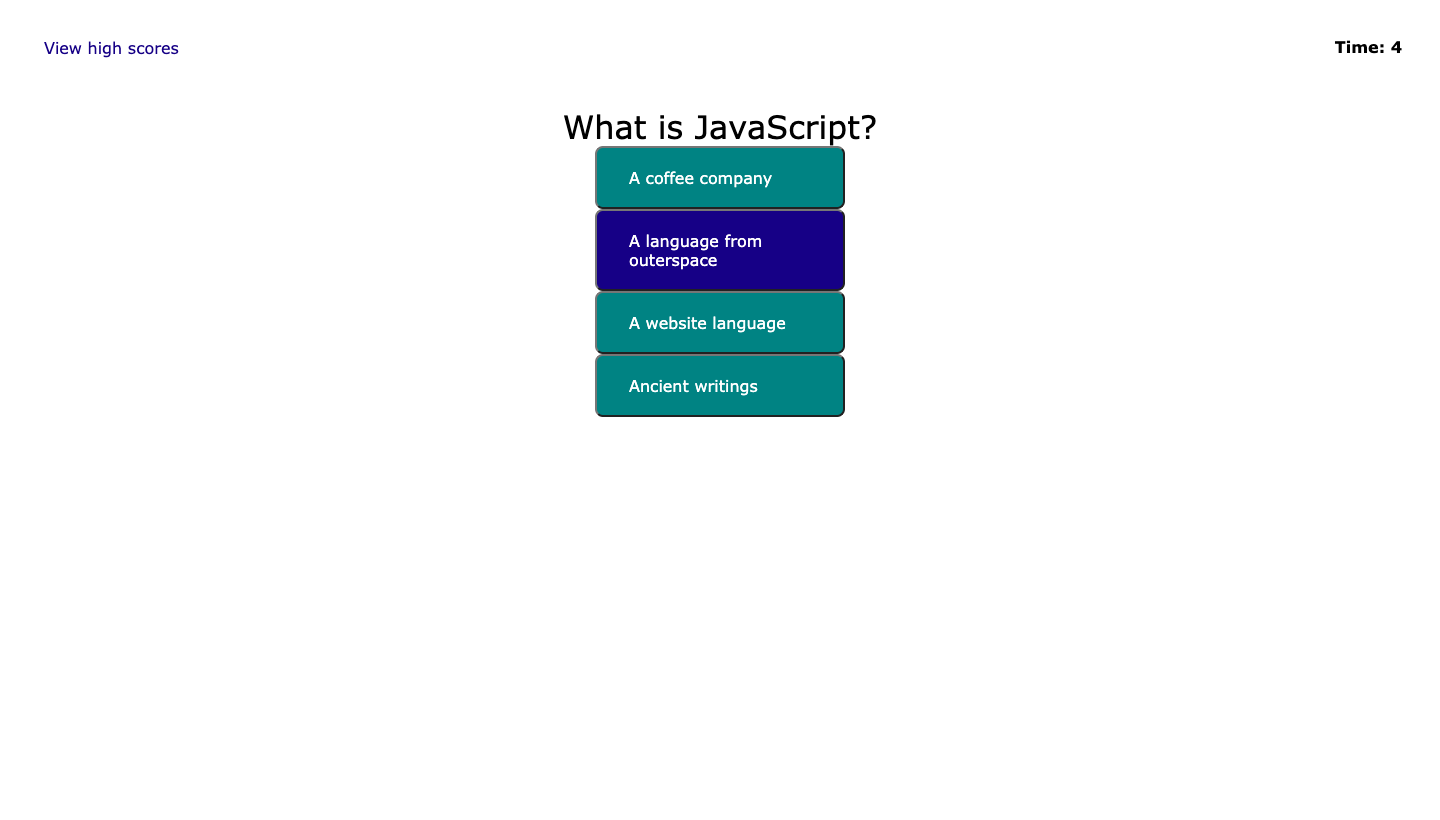 View high scores
Time: 4
What is JavaScript?
A coffee company
A language from
outerspace
A website language
Ancient writings